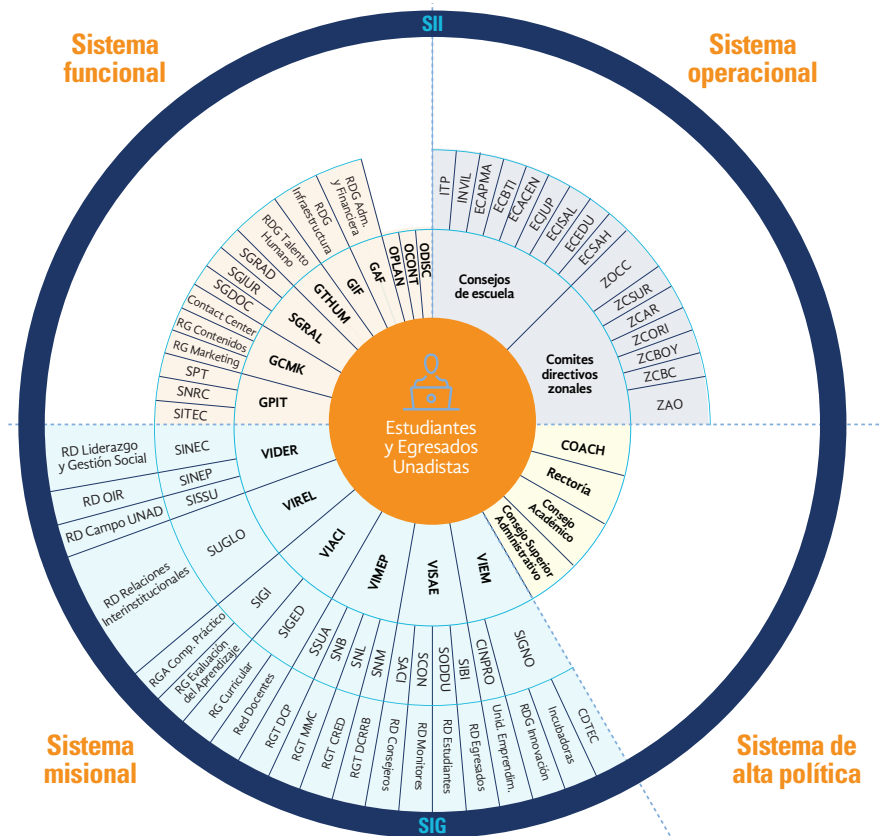 SII
Sistema
funcional
Sistema
operacional
RDG Adm.
y Financiera
RDG
Infraestructura
RDG Talento
Humano
SGRAD
SGJUR
SGDOC
Contact Center
RG Contenidos
RG Marketing
SPT
SNRC
SITEC
ODISC
OCONT
OPLAN
GAF
GIF
GTHUM
SGRAL
GCMK
GPIT
ITP
INVIL
ECAPMA
ECBTI
ECACEN
ECJUP
ECISAL
ECEDU
ECSAH
Consejos
de escuela
ZOCC
ZCSUR
ZCAR
ZCORI
ZCBOY
ZCBC
ZAO
Comites
directivos
zonales
Estudiantes
y Egresados
Unadistas
COACH
Rectoría
Consejo
Académico
Consejo Superior
Administrativo
VIDER
VIREL
VIACI
VIMEP
VISAE
VIEM
SINEC
SINEP
SISSU
SUGLO
SIGI
SIGED
SSUA
SNB
SNL
SNM
SACI
SCON
SODDU
SIBI
CINPRO
SIGNO
RD Liderazgo
y Gestión Social
RD OIR
RD Campo UNAD
RD Relaciones
Interinstitucionales
RGA Comp. Práctico
RG Evaluación
del Aprendizaje
RG Curricular
Red Docentes
RGT DCP
RGT MMC
RGT CRED
RGT DCRRB
RD Consejeros
RD Monitores
RD Estudiantes
RD Egresados
Unid. Emprendim.
RDG Innovación
Incubadoras
CDTEC
Sistema
misional
Sistema de
alta política
SIG